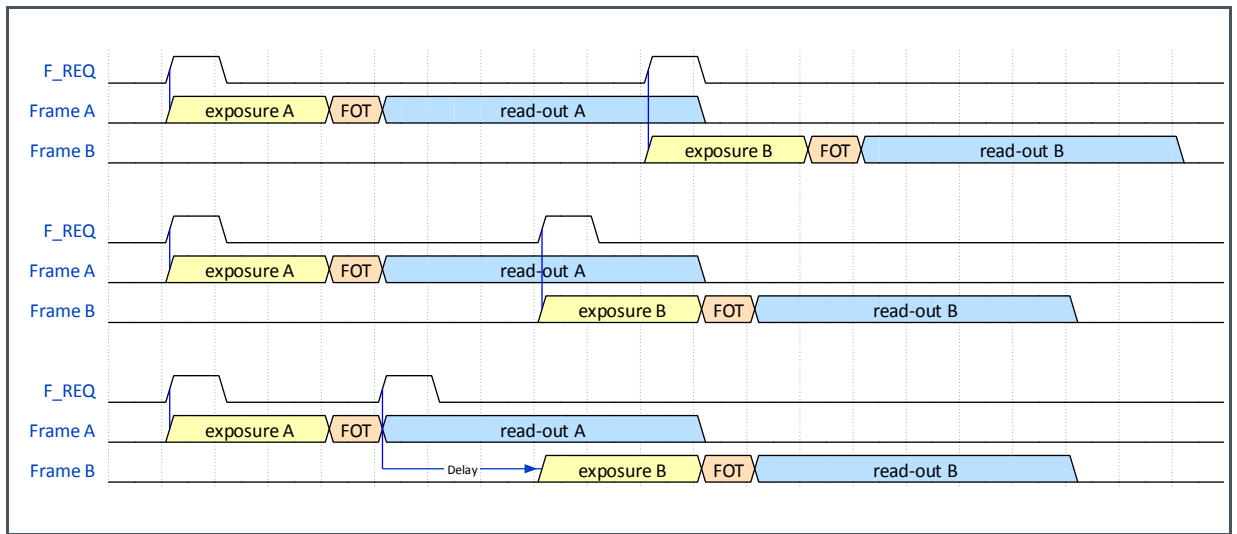 F_REQ
Frame A exposure A FOT read-out A
Frame B exposure B FOT read-out B
F_REQ
Frame A exposure A FOT read-out A
Frame B exposure B FOT read-out B
F_REQ
Frame A exposure A FOT read-out A
Frame B Delay exposure B FOT read-out B